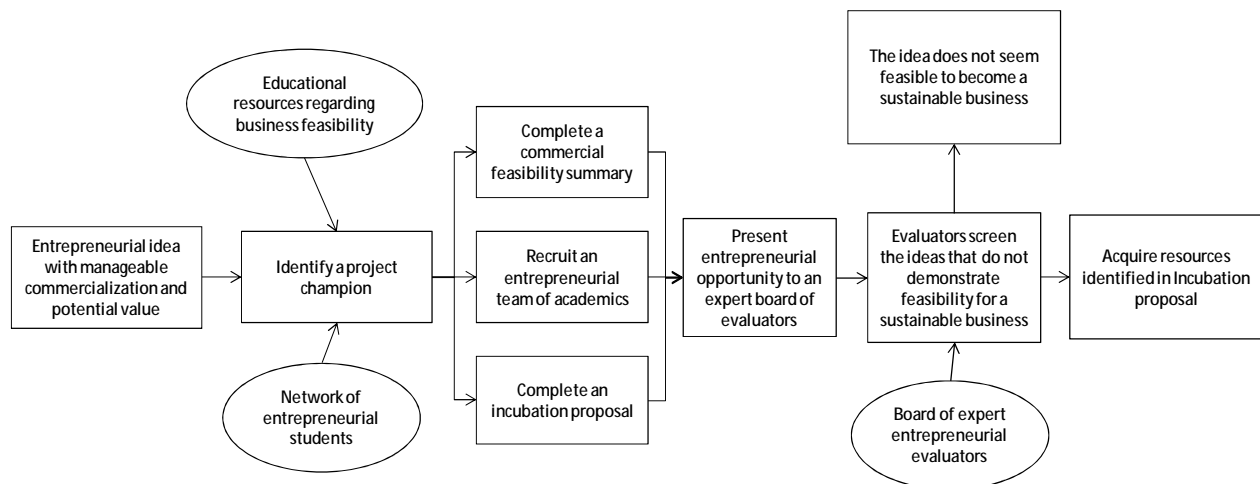 Educational
resources regarding
business feasibility
The idea does not seem
feasible to become a
sustainable business
Complete a
commercial
feasibility summary
Entrepreneurial idea
with manageable
commercialization and
potential value
Identify a project
champion
Recruit an
entrepreneurial
team of academics
Present
entrepreneurial
opportunity to an
expert board of
evaluators
Evaluators screen
the ideas that do not
demonstrate
feasibility for a
sustainable business
Acquire resources
identified in Incubation
proposal
Network of
entrepreneurial
students
Complete an
incubation proposal
Board of expert
entrepreneurial
evaluators